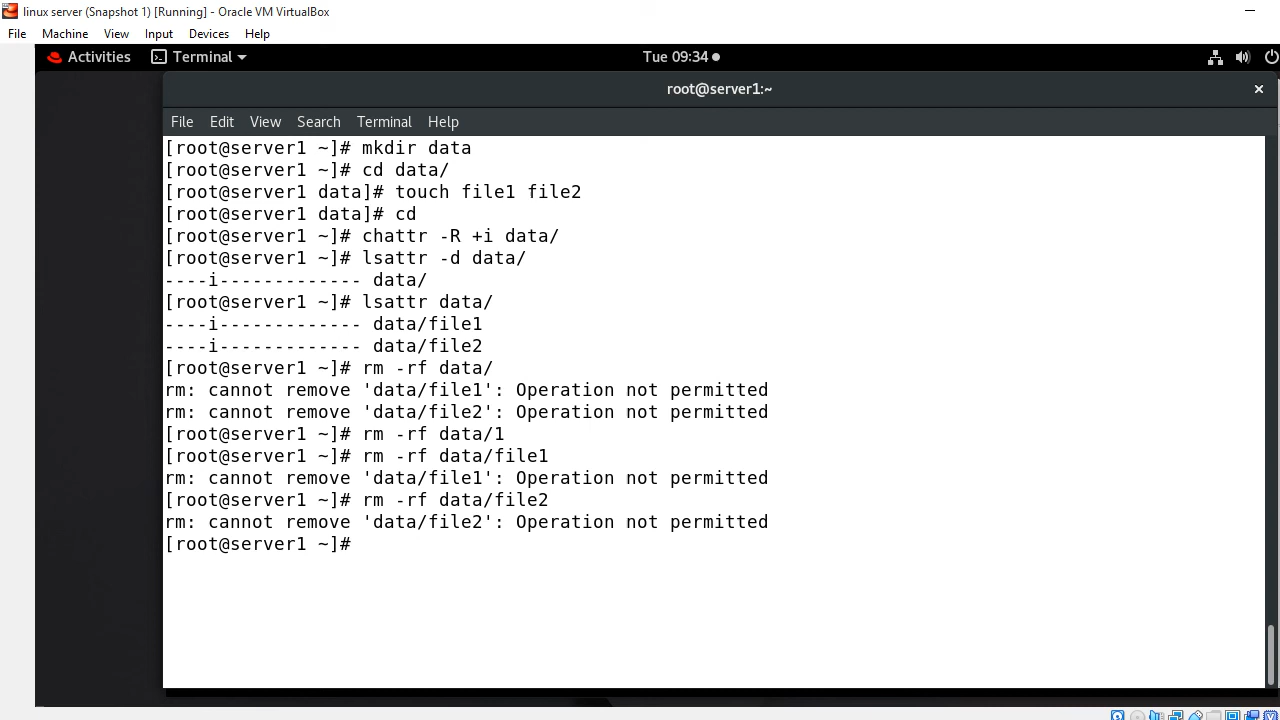 linux server (Snapshot 1) [Running] - Oracle VM VirtualBox
File Machine View Input Devices Help
Activities Terminal Tue 09:34
root@server1:~
File Edit View Search Terminal Help
[root@server1 ~]# mkdir data
[root@server1 ~]# cd data/
[root@server1 data]# touch file1 file2
[root@server1 data]# cd
[root@server1 ~]# chattr -R +i data/
[root@server1 ~]# lsattr -d data/
----i------------- data/
[root@server1 ~]# lsattr data/
----i------------- data/file1
----i------------- data/file2
[root@server1 ~]# rm -rf data/
rm: cannot remove 'data/file1': Operation not permitted
rm: cannot remove 'data/file2': Operation not permitted
[root@server1 ~]# rm -rf data/1
[root@server1 ~]# rm -rf data/file1
rm: cannot remove 'data/file1': Operation not permitted
[root@server1 ~]# rm -rf data/file2
rm: cannot remove 'data/file2': Operation not permitted
[root@server1 ~]#